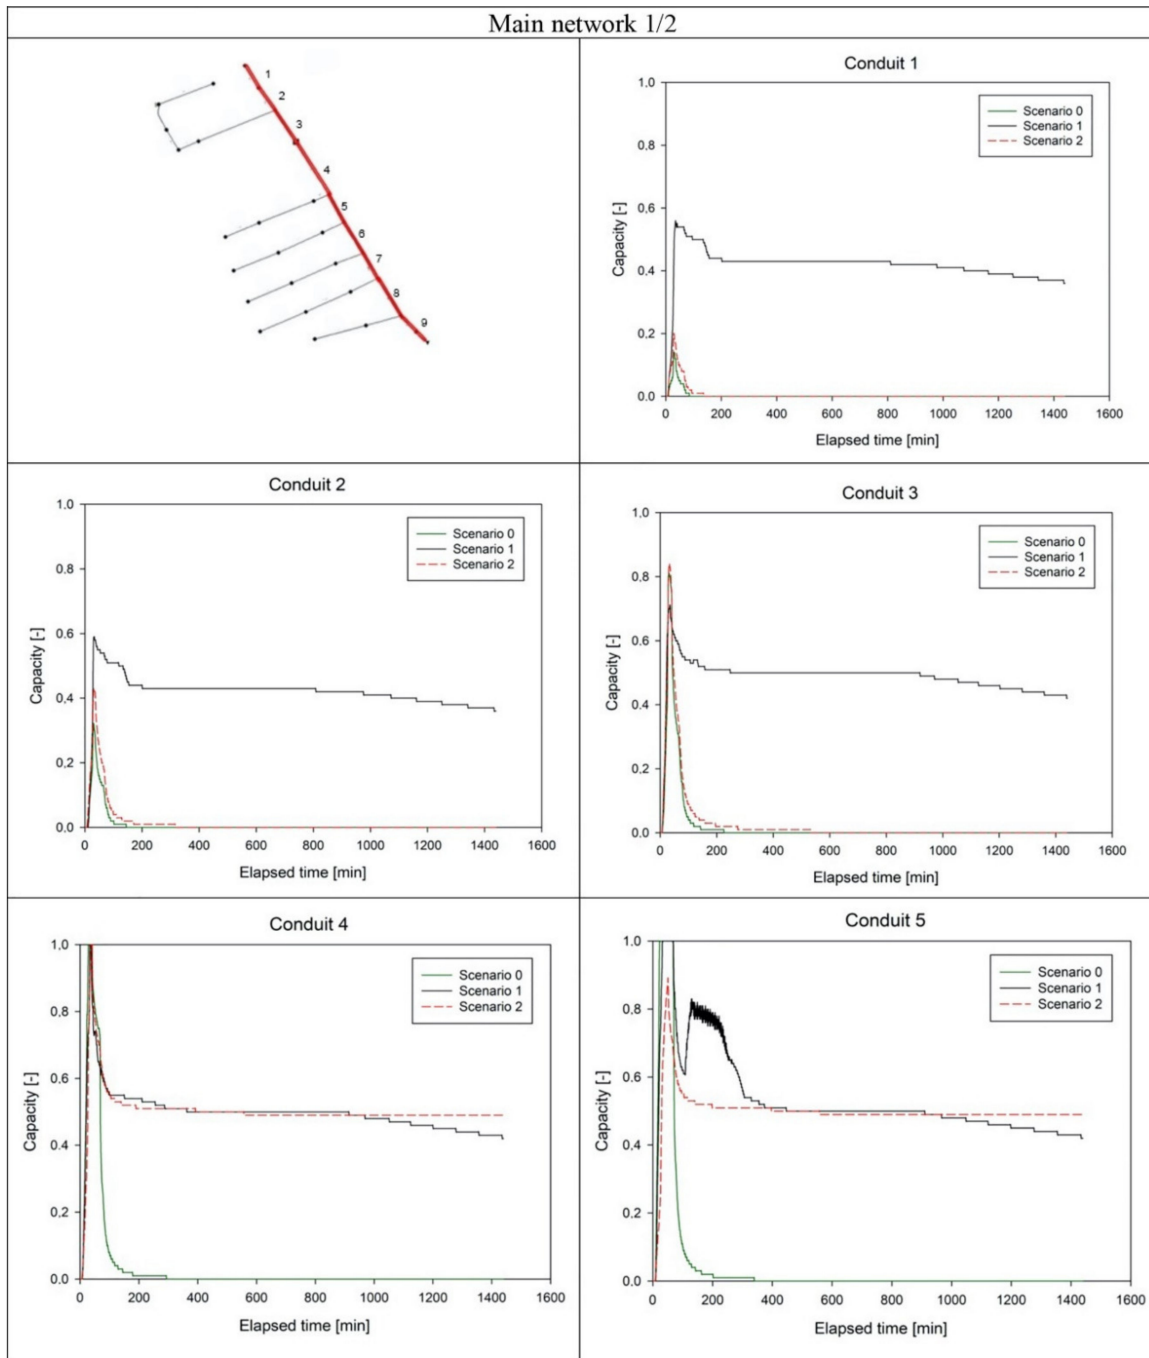 Main network 1/2
1
2
3
4
5
6
7
8
9
Conduit 1
Scenario 0
Scenario 1
Scenario 2
Capacity [-]
1.0
0.8
0.6
0.4
0.2
0.0
0 200 400 600 800 1000 1200 1400 1600
Elapsed time [min]
Conduit 2
Scenario 0
Scenario 1
Scenario 2
Capacity [-]
1.0
0.8
0.6
0.4
0.2
0.0
0 200 400 600 800 1000 1200 1400 1600
Elapsed time [min]
Conduit 3
Scenario 0
Scenario 1
Scenario 2
Capacity [-]
1,0
0,8
0,6
0,4
0,2
0,0
0 200 400 600 800 1000 1200 1400 1600
Elapsed time [min]
Conduit 4
Scenario 0
Scenario 1
Scenario 2
Capacity [-]
1.0
0.8
0.6
0.4
0.2
0.0
0 200 400 600 800 1000 1200 1400 1600
Elapsed time [min]
Conduit 5
Scenario 0
Scenario 1
Scenario 2
Capacity [-]
1,0
0,8
0,6
0,4
0,2
0,0
0 200 400 600 800 1000 1200 1400 1600
Elapsed time [min]